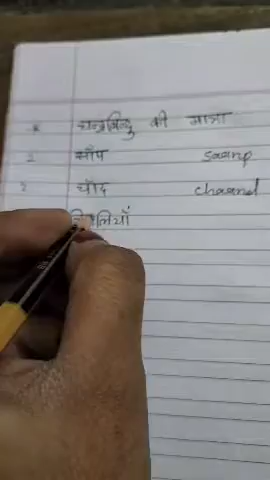 * चन्द्रबिन्दु की मात्रा
1 साँप saanp
2 चाँद chaand